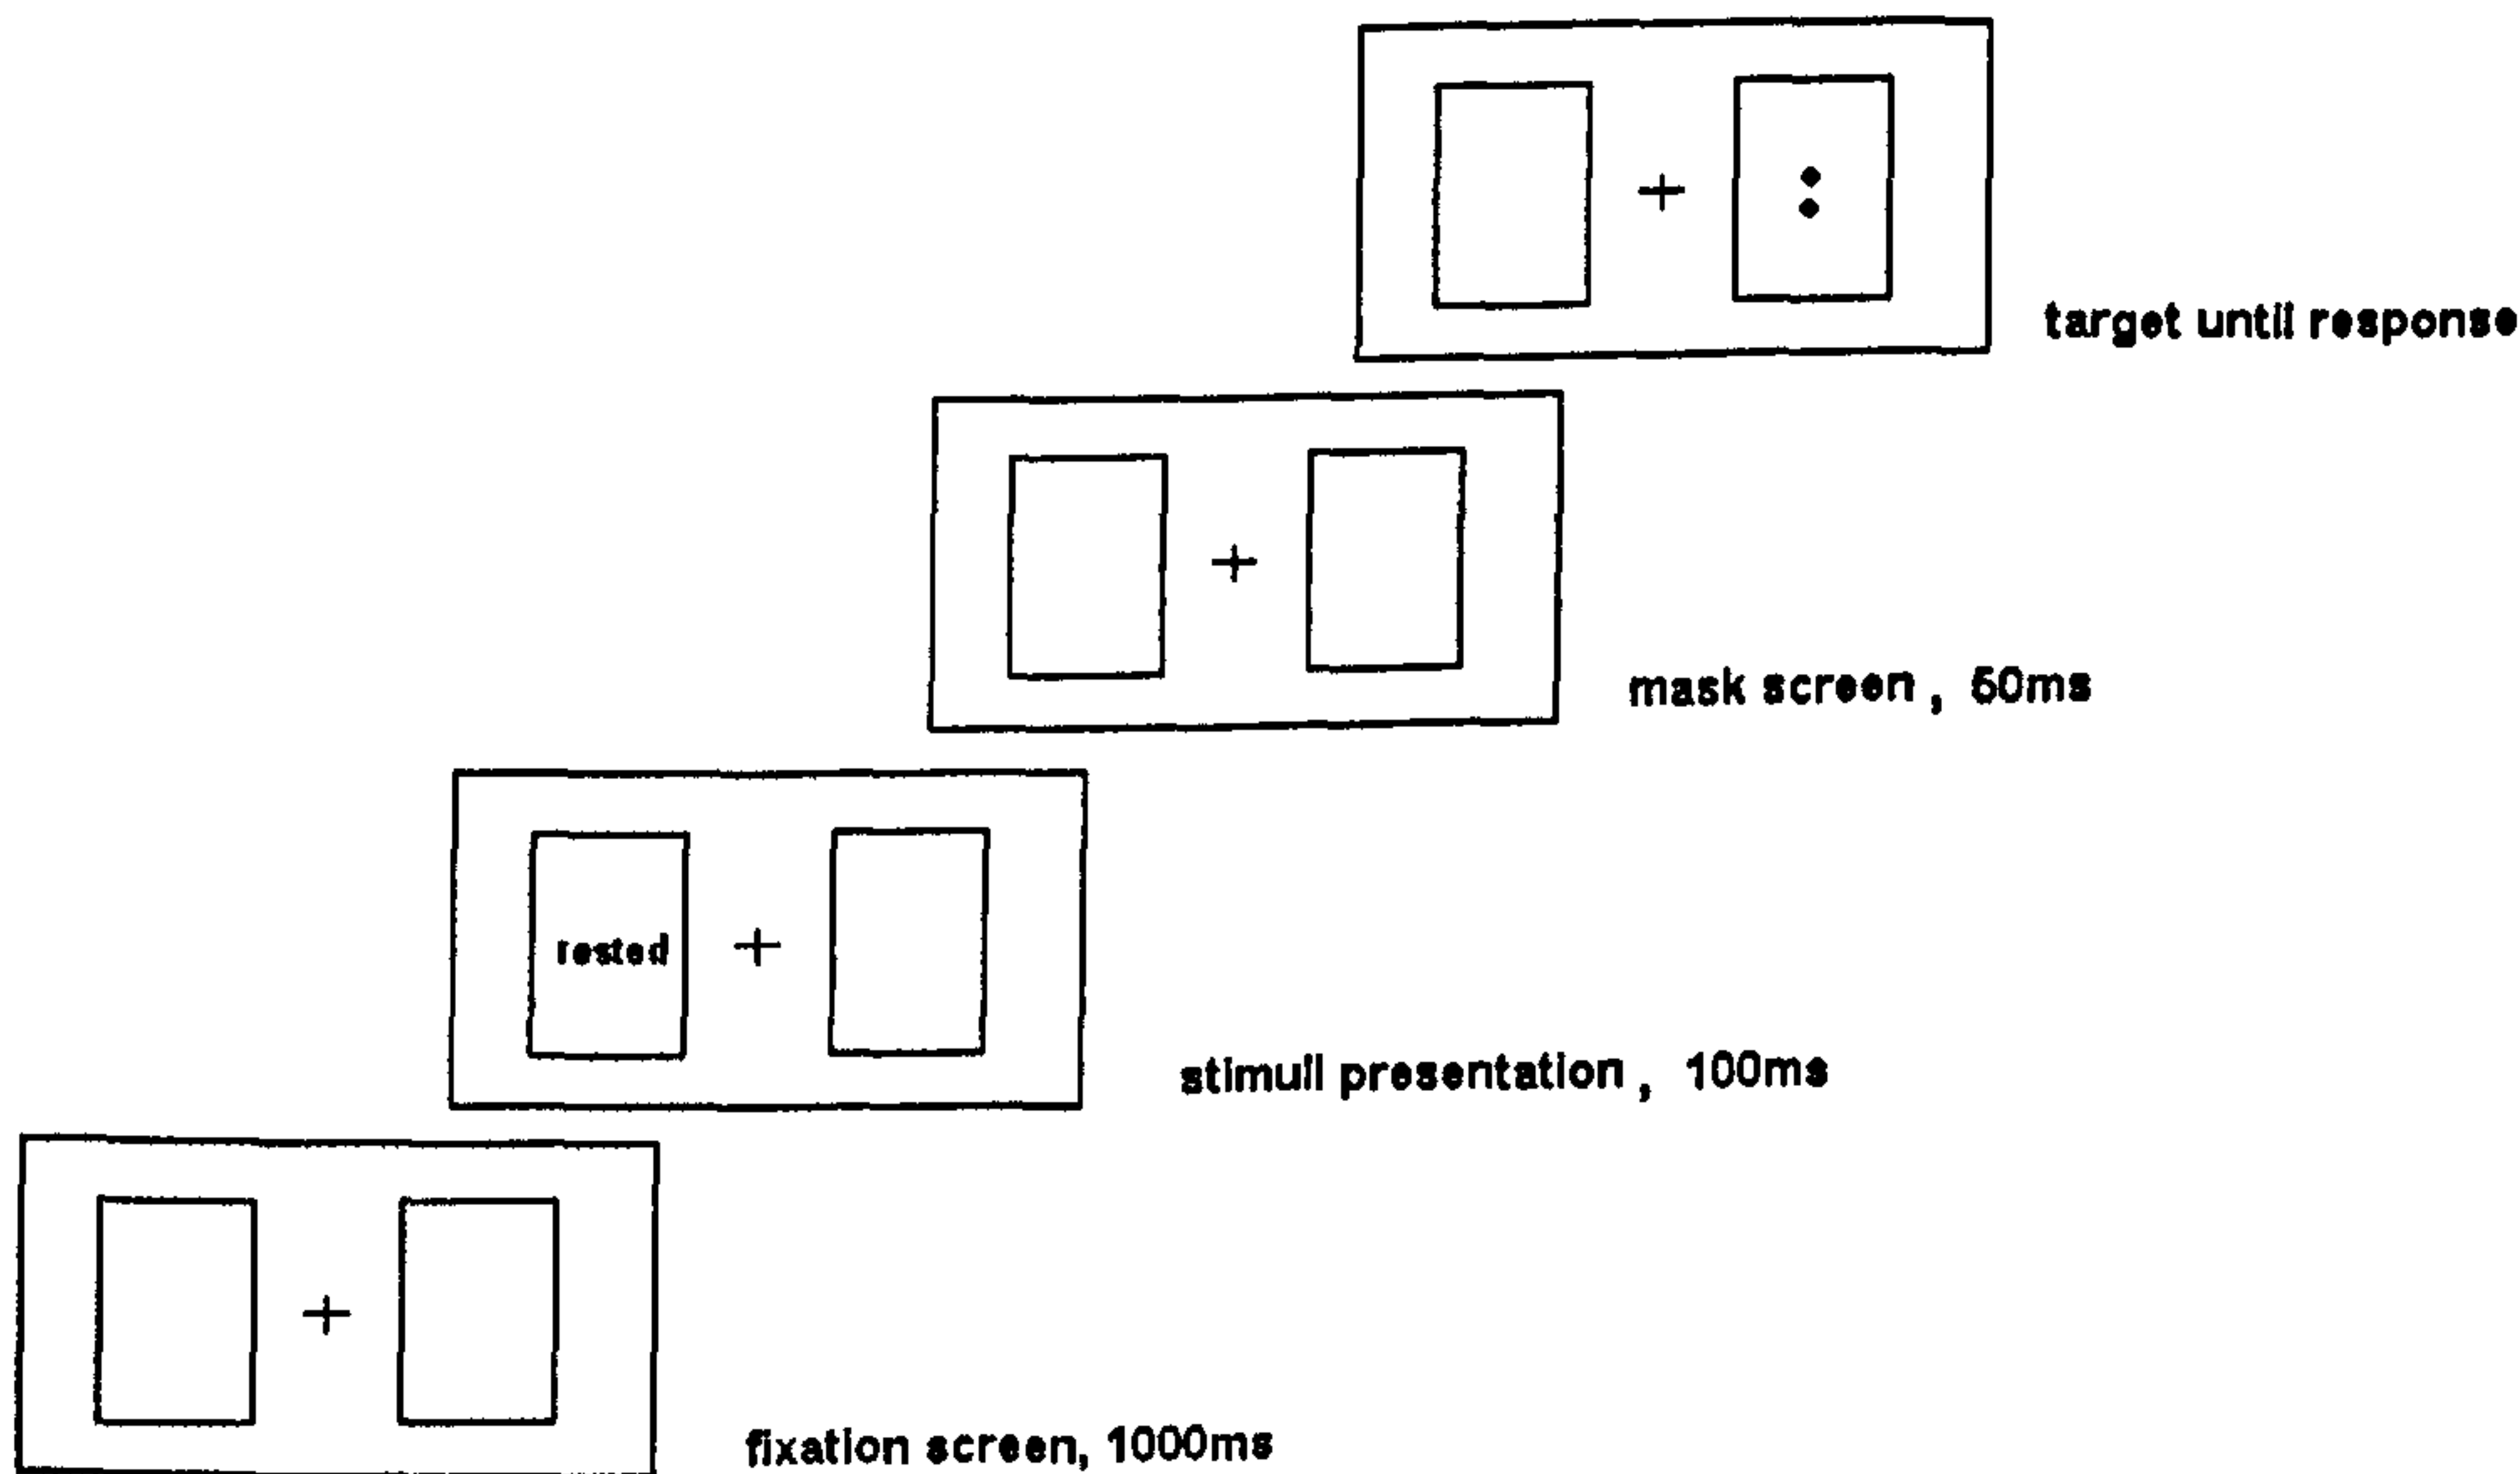 target until response
mask screen , 50ms
rested
stimuli presentation , 100ms
fixation screen, 1000ms